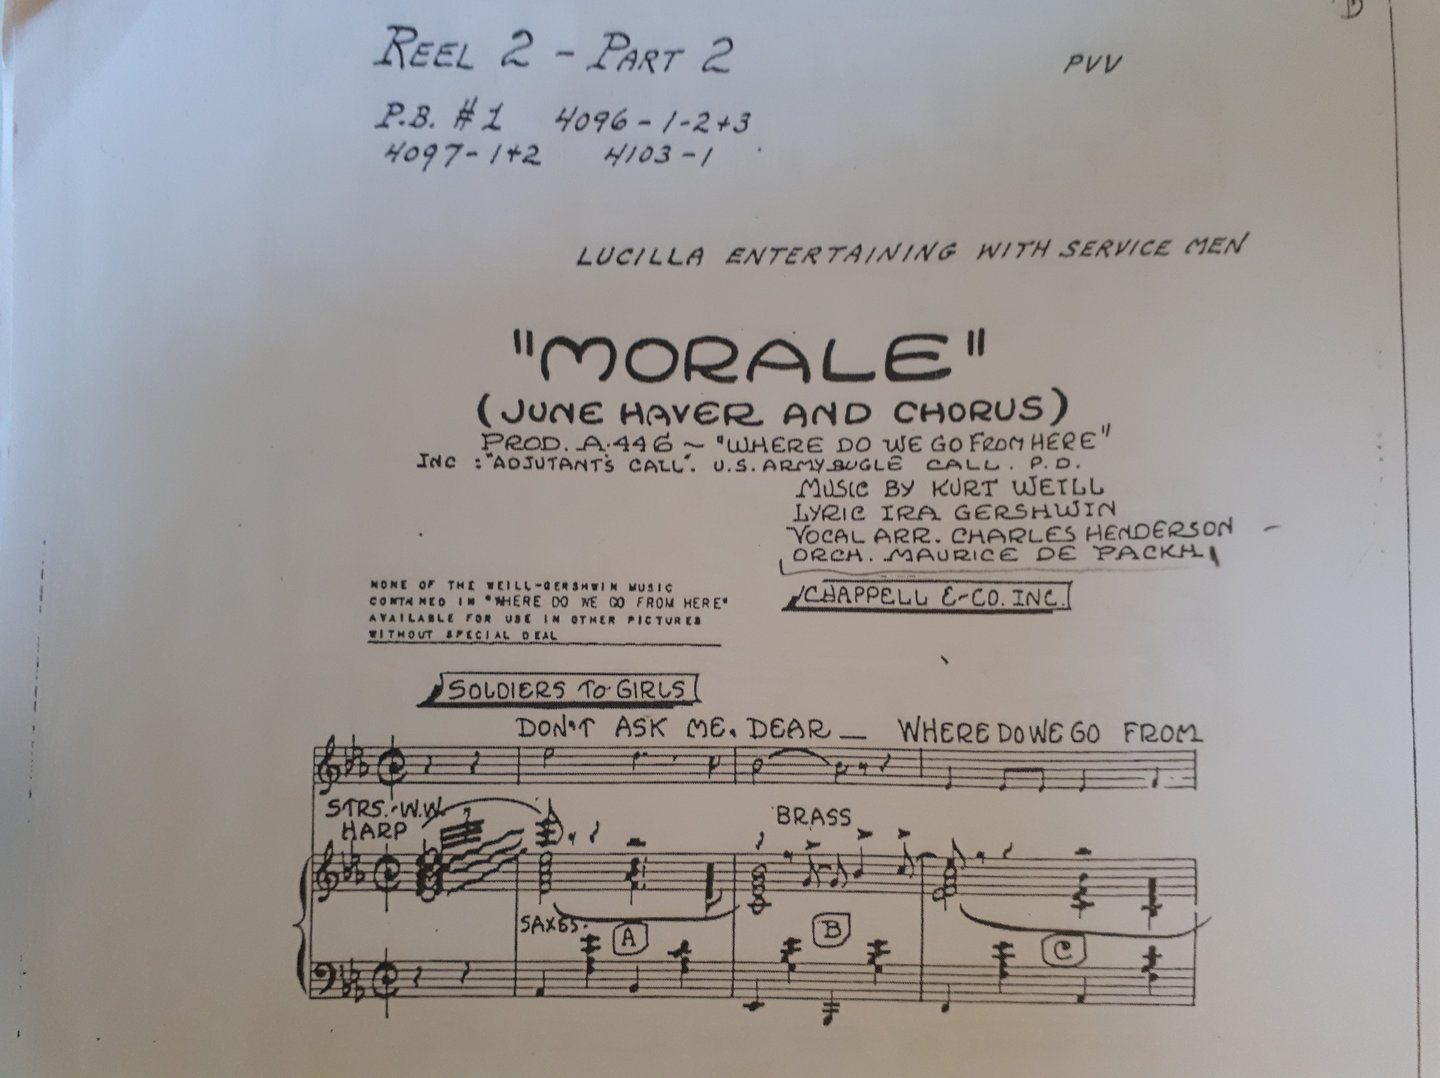 REEL 2 - PART 2
PVV
P.B. #1 4096-1-2+3
4097-1+2 4103-1
LUCILLA ENTERTAINING WITH SERVICE MEN
"MORALE"
(JUNE HAVER AND CHORUS)
PROD. A-446 ~ "WHERE DO WE GO FROM HERE"
INC: "ADJUTANT'S CALL". U.S. ARMY BUGLE CALL. P.D.
MUSIC BY KURT WEILL
LYRIC IRA GERSHWIN
VOCAL ARR. CHARLES HENDERSON -
ORCH. MAURICE DE PACKH
NONE OF THE WEILL-GERSHWIN MUSIC
CONTAINED IN "WHERE DO WE GO FROM HERE"
AVAILABLE FOR USE IN OTHER PICTURES
WITHOUT SPECIAL DEAL
CHAPPELL & CO. INC.
SOLDIERS TO GIRLS
DON'T ASK ME, DEAR — WHERE DO WE GO FROM
STRS.-W.W.
HARP
BRASS
SAXES.
A
B
C